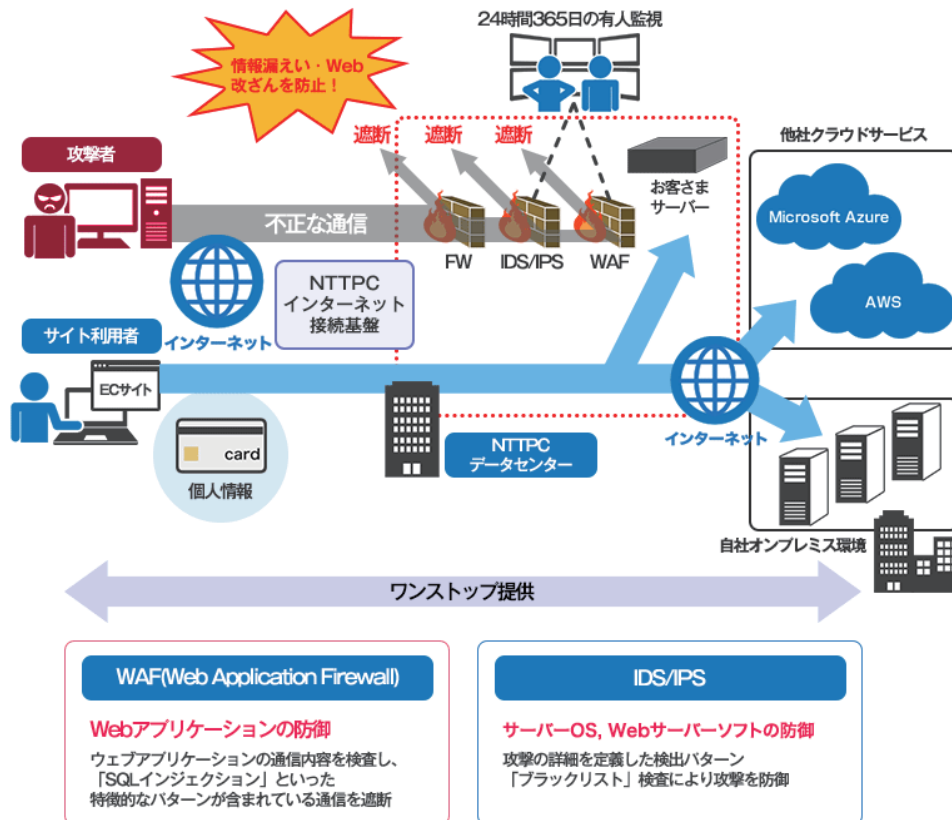 24時間365日の有人監視
情報漏えい・Web
改ざんを防止！
遮断
遮断
遮断
他社クラウドサービス
攻撃者
お客さま
サーバー
Microsoft Azure
不正な通信
FW
IDS/IPS
WAF
NTTPC
インターネット
接続基盤
AWS
サイト利用者
インターネット
ECサイト
インターネット
NTTPC
データセンター
card
個人情報
自社オンプレミス環境
ワンストップ提供
WAF(Web Application Firewall)
Webアプリケーションの防御
ウェブアプリケーションの通信内容を検査し、
「SQLインジェクション」といった
特徴的なパターンが含まれている通信を遮断
IDS/IPS
サーバーOS, Webサーバーソフトの防御
攻撃の詳細を定義した検出パターン
「ブラックリスト」検査により攻撃を防御